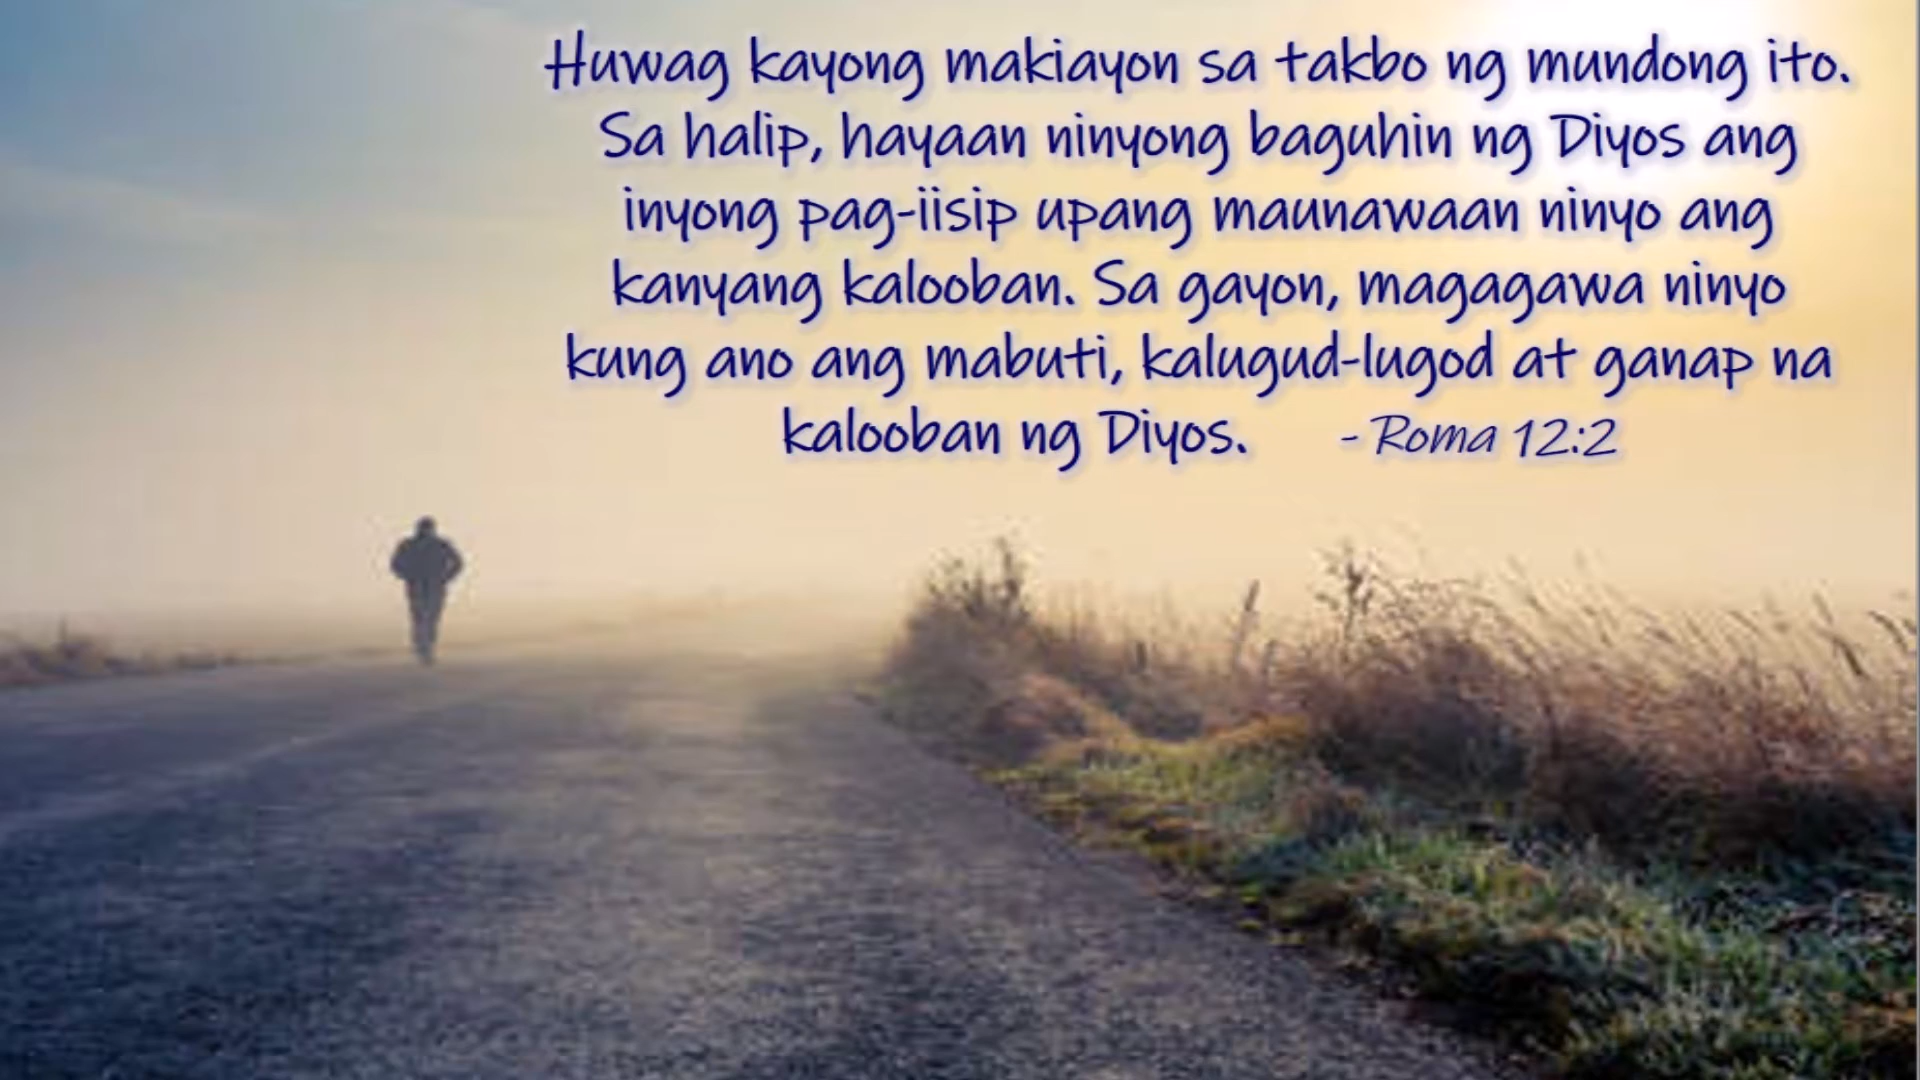 Huwag kayong makiayon sa takbo ng mundong ito.
Sa halip, hayaan ninyong baguhin ng Diyos ang
inyong pag-iisip upang maunawaan ninyo ang
kanyang kalooban. Sa gayon, magagawa ninyo
kung ano ang mabuti, kalugud-lugod at ganap na
kalooban ng Diyos. - Roma 12:2